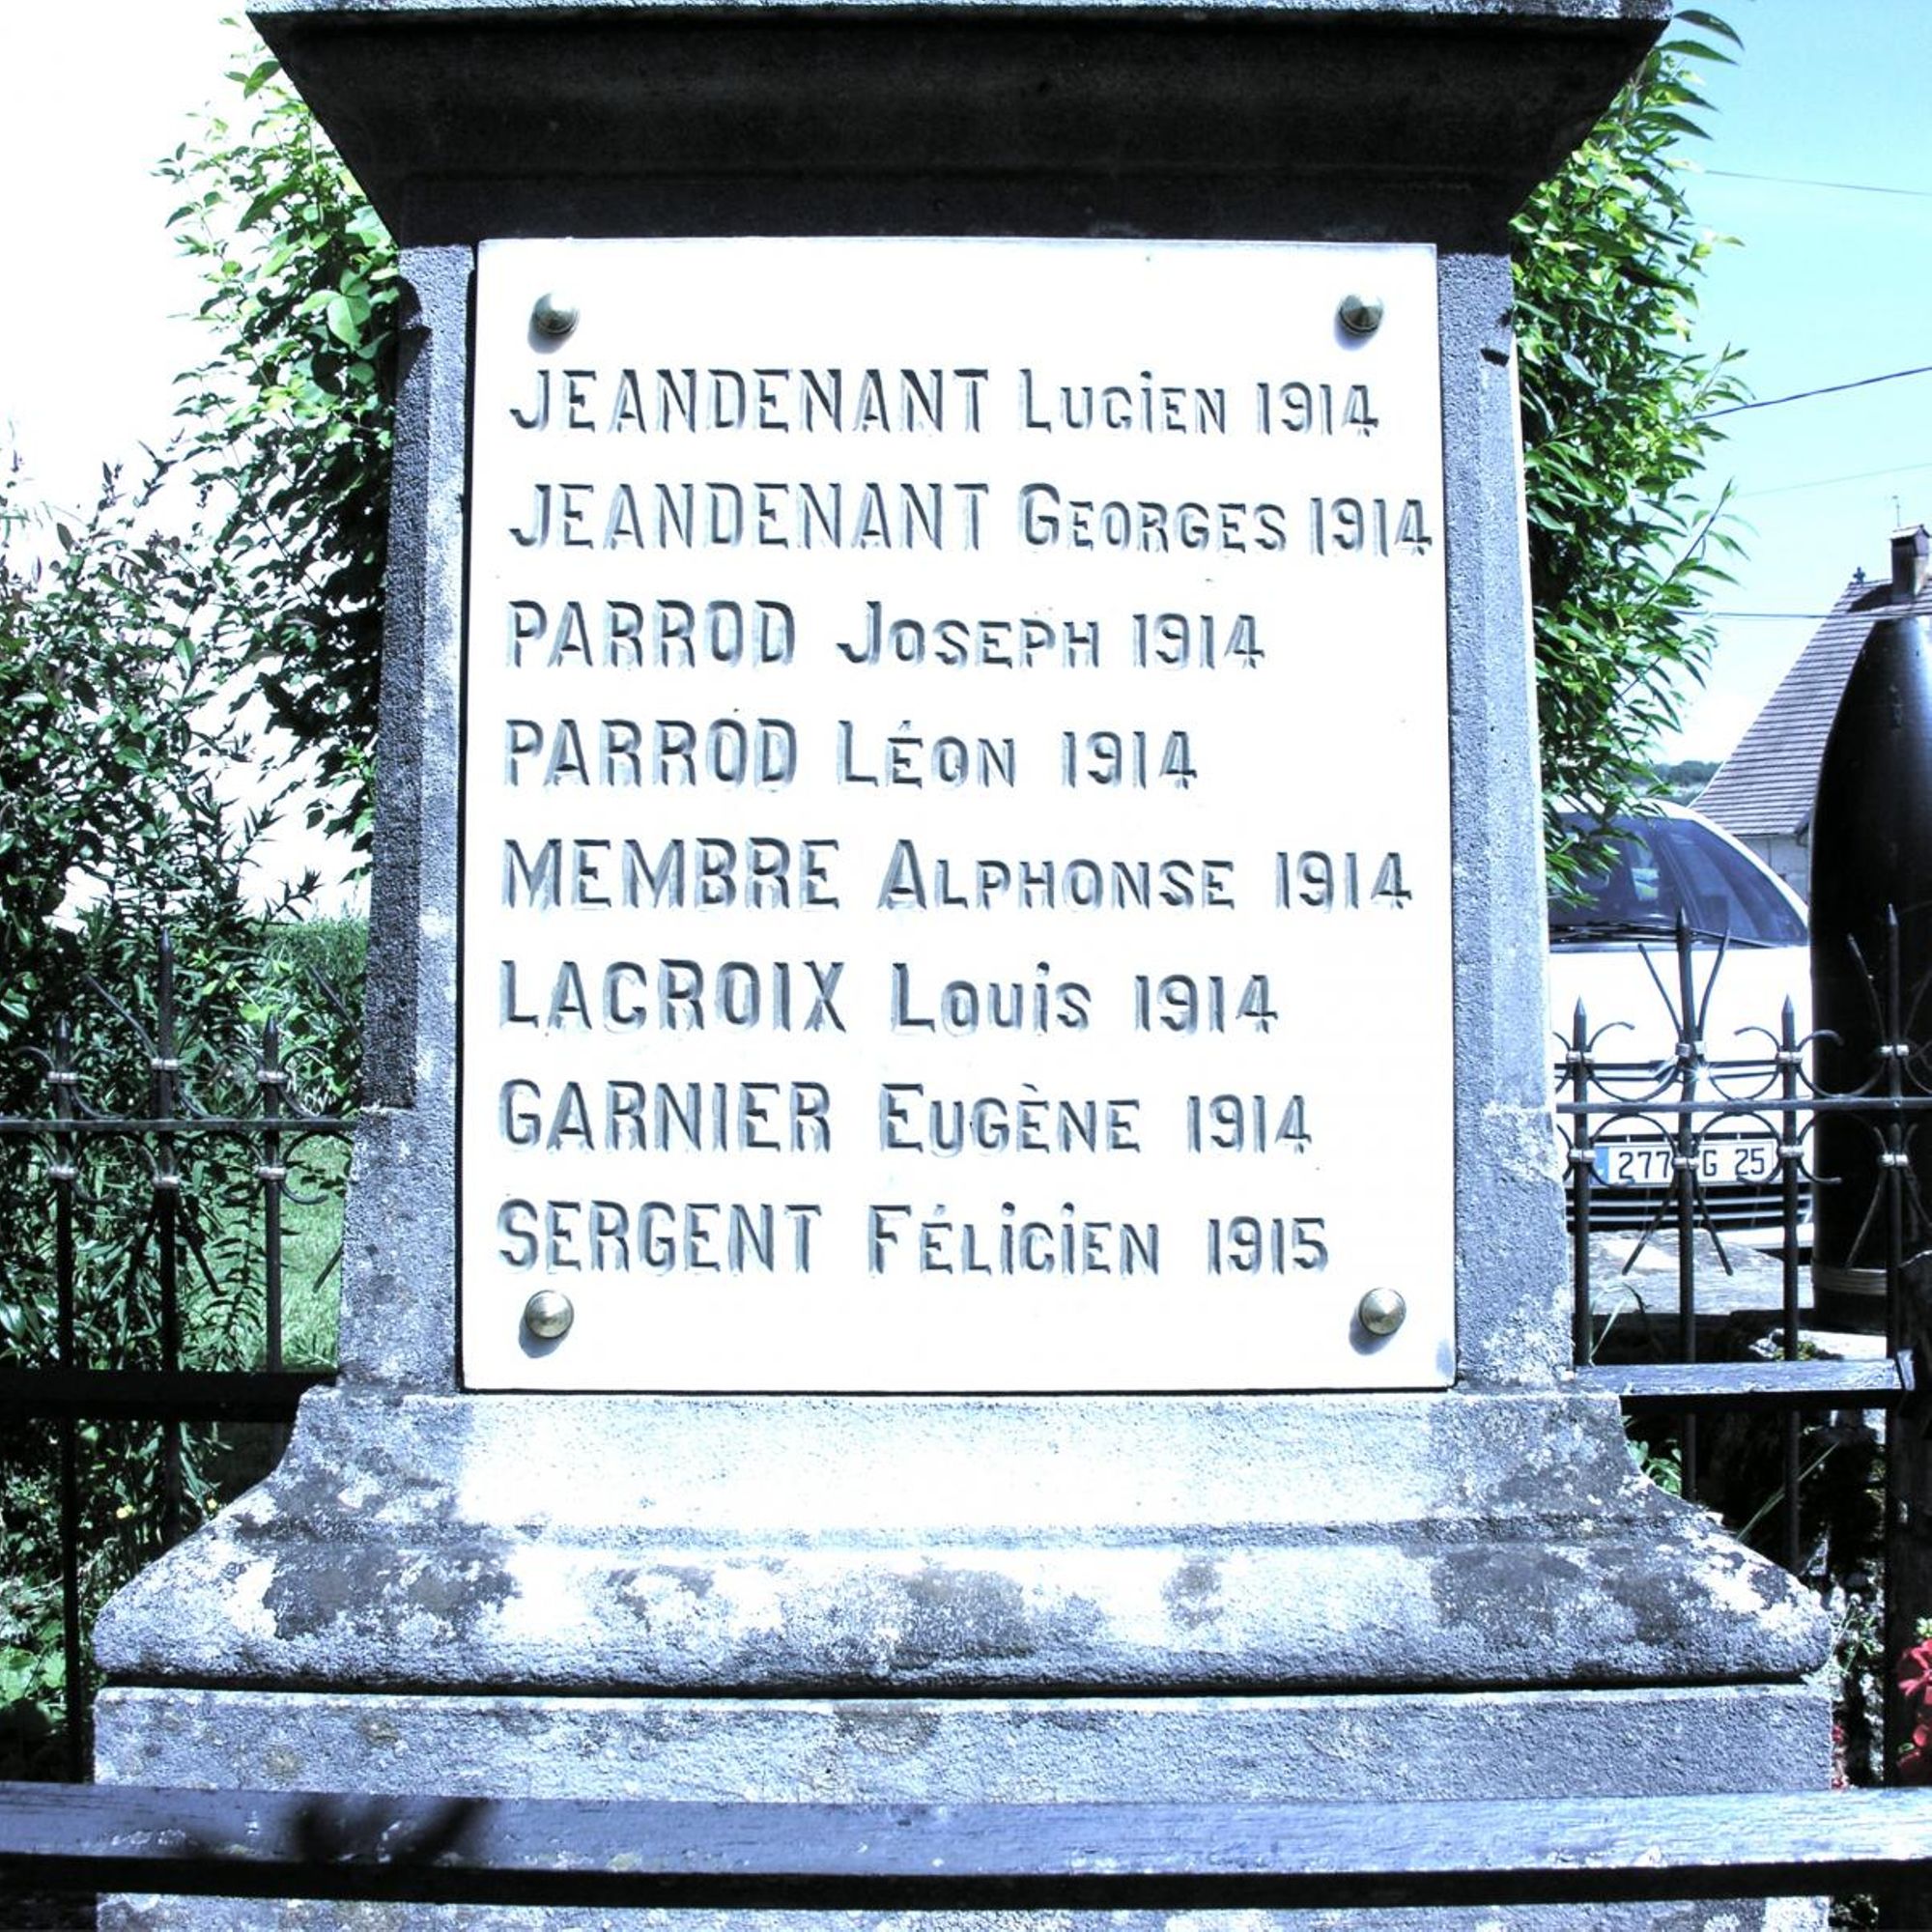 JEANDENANT Lucien 1914
JEANDENANT Georges 1914
PARROD Joseph 1914
PARROD Léon 1914
MEMBRE Alphonse 1914
LACROIX Louis 1914
GARNIER Eugène 1914
SERGENT Félicien 1915
25